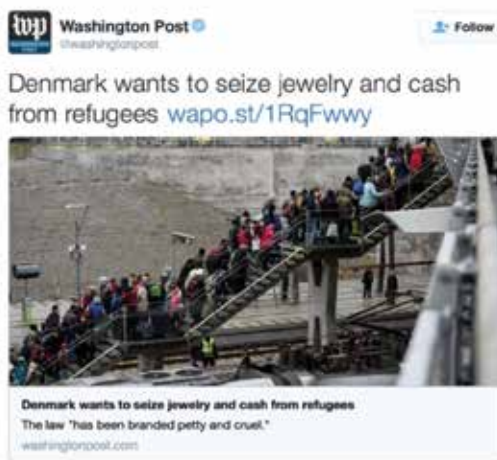 wp
Washington Post
@washingtonpost
Follow
Denmark wants to seize jewelry and cash
from refugees wapo.st/1RqFwwy
Denmark wants to seize jewelry and cash from refugees
The law "has been branded petty and cruel."
washingtonpost.com